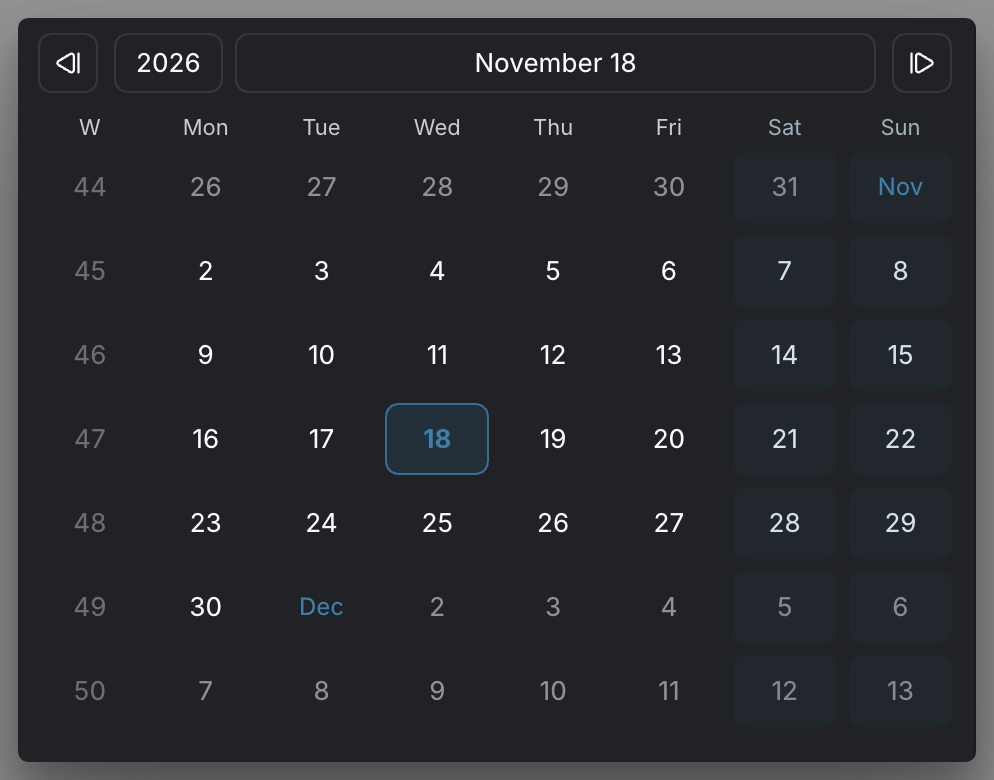 2026 November 18
W Mon Tue Wed Thu Fri Sat Sun
44 26 27 28 29 30 31 Nov
45 2 3 4 5 6 7 8
46 9 10 11 12 13 14 15
47 16 17 18 19 20 21 22
48 23 24 25 26 27 28 29
49 30 Dec 2 3 4 5 6
50 7 8 9 10 11 12 13